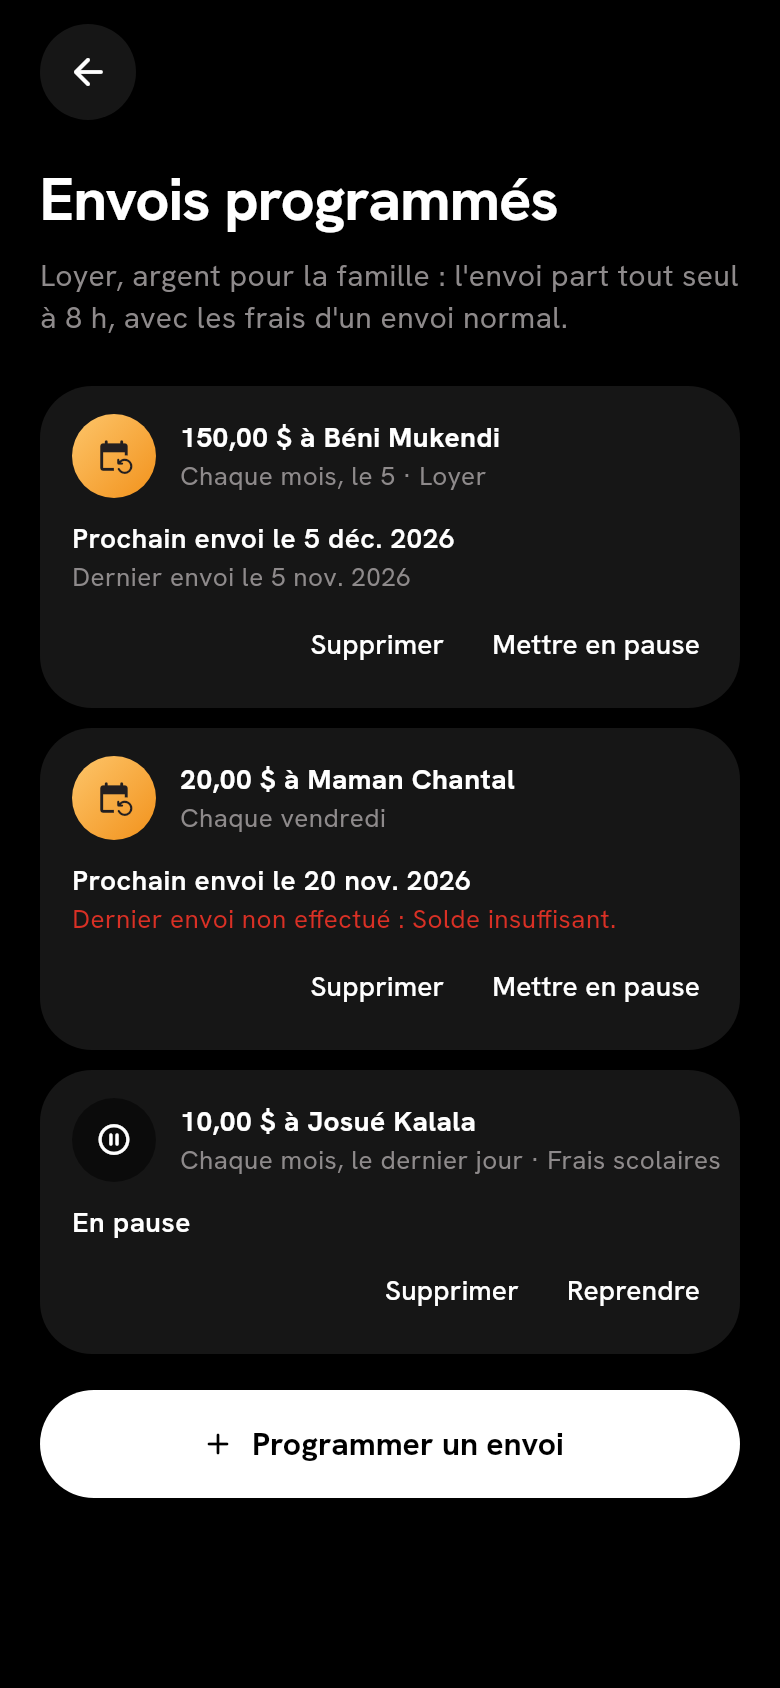 Envois programmés
Loyer, argent pour la famille : l'envoi part tout seul
à 8 h, avec les frais d'un envoi normal.
150,00 $ à Béni Mukendi
Chaque mois, le 5 · Loyer
Prochain envoi le 5 déc. 2026
Dernier envoi le 5 nov. 2026
Supprimer Mettre en pause
20,00 $ à Maman Chantal
Chaque vendredi
Prochain envoi le 20 nov. 2026
Dernier envoi non effectué : Solde insuffisant.
Supprimer Mettre en pause
10,00 $ à Josué Kalala
Chaque mois, le dernier jour · Frais scolaires
En pause
Supprimer Reprendre
+ Programmer un envoi